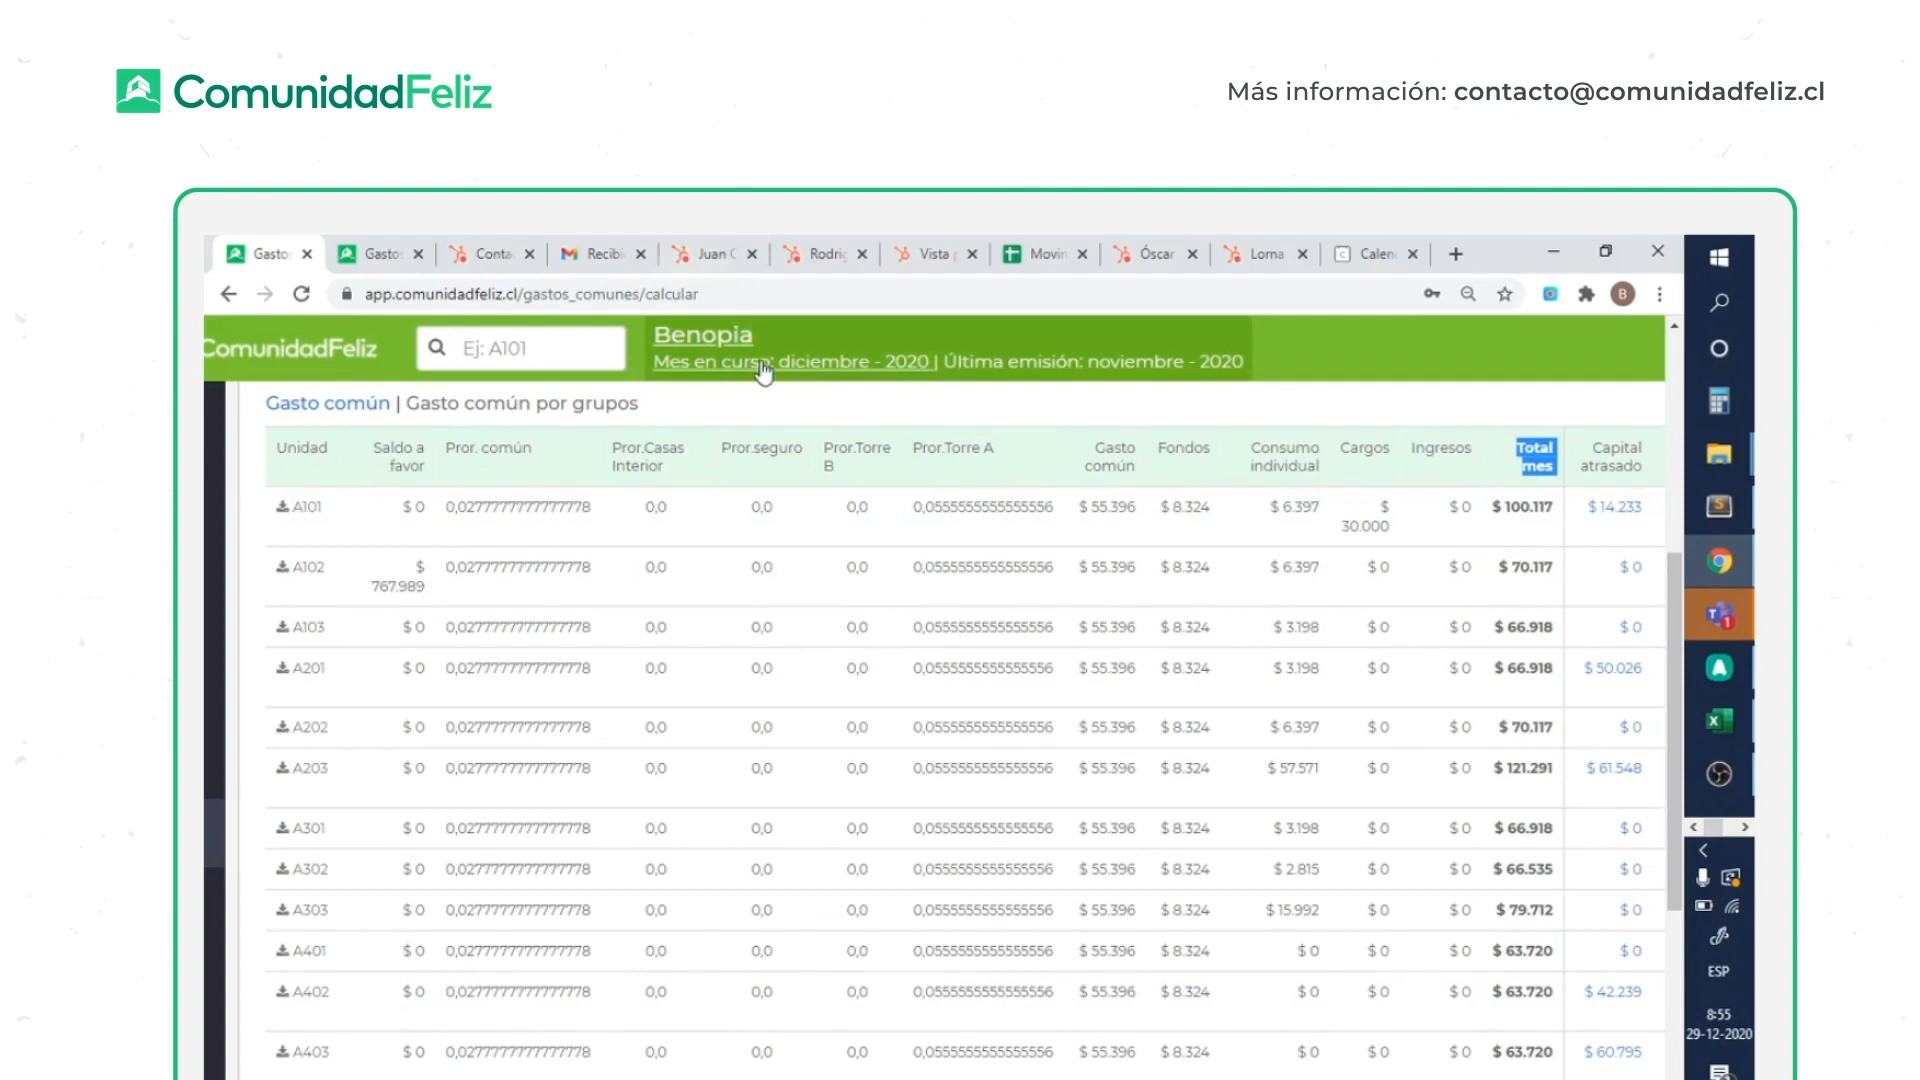 ComunidadFeliz
Más información: contacto@comunidadfeliz.cl
Gasto: Gasto: Conta Recibi Juan C Rodrig Vista p Movin Óscar Lorna Calen
app.comunidadfeliz.cl/gastos_comunes/calcular
B
ComunidadFeliz
Ej: A101
Benopia
Mes en curso: diciembre - 2020 | Última emisión: noviembre - 2020
Gasto común | Gasto común por grupos
Unidad Saldo a favor Pror. común Pror.Casas Interior Pror.seguro Pror.Torre B Pror.Torre A Gasto común Fondos Consumo individual Cargos Ingresos Total mes Capital atrasado
A101 $ 0 0,0277777777777778 0,0 0,0 0,0 0,0555555555555556 $ 55.396 $ 8.324 $ 6.397 $ 30.000 $ 0 $ 100.117 $ 14.233
A102 $ 767.989 0,0277777777777778 0,0 0,0 0,0 0,0555555555555556 $ 55.396 $ 8.324 $ 6.397 $ 0 $ 0 $ 70.117 $ 0
A103 $ 0 0,0277777777777778 0,0 0,0 0,0 0,0555555555555556 $ 55.396 $ 8.324 $ 3.198 $ 0 $ 0 $ 66.918 $ 0
A201 $ 0 0,0277777777777778 0,0 0,0 0,0 0,0555555555555556 $ 55.396 $ 8.324 $ 3.198 $ 0 $ 0 $ 66.918 $ 50.026
A202 $ 0 0,0277777777777778 0,0 0,0 0,0 0,0555555555555556 $ 55.396 $ 8.324 $ 6.397 $ 0 $ 0 $ 70.117 $ 0
A203 $ 0 0,0277777777777778 0,0 0,0 0,0 0,0555555555555556 $ 55.396 $ 8.324 $ 57.571 $ 0 $ 0 $ 121.291 $ 61.548
A301 $ 0 0,0277777777777778 0,0 0,0 0,0 0,0555555555555556 $ 55.396 $ 8.324 $ 3.198 $ 0 $ 0 $ 66.918 $ 0
A302 $ 0 0,0277777777777778 0,0 0,0 0,0 0,0555555555555556 $ 55.396 $ 8.324 $ 2.815 $ 0 $ 0 $ 66.535 $ 0
A303 $ 0 0,0277777777777778 0,0 0,0 0,0 0,0555555555555556 $ 55.396 $ 8.324 $ 15.992 $ 0 $ 0 $ 79.712 $ 0
A401 $ 0 0,0277777777777778 0,0 0,0 0,0 0,0555555555555556 $ 55.396 $ 8.324 $ 0 $ 0 $ 0 $ 63.720 $ 0
A402 $ 0 0,0277777777777778 0,0 0,0 0,0 0,0555555555555556 $ 55.396 $ 8.324 $ 0 $ 0 $ 0 $ 63.720 $ 42.239
A403 $ 0 0,0277777777777778 0,0 0,0 0,0 0,0555555555555556 $ 55.396 $ 8.324 $ 0 $ 0 $ 0 $ 63.720 $ 60.795
ESP
8:55
29-12-2020